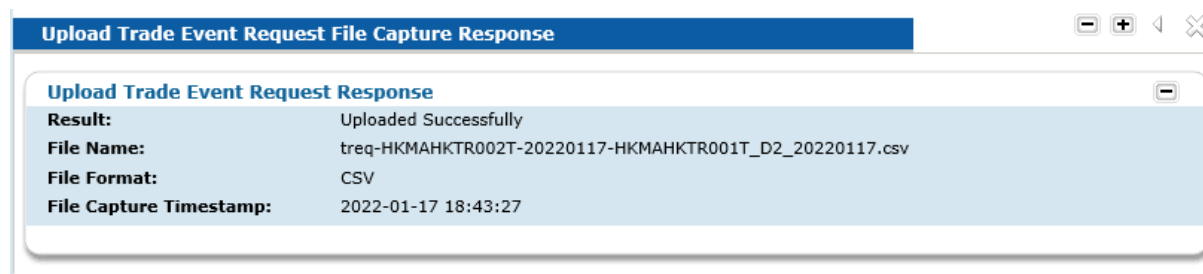 Upload Trade Event Request File Capture Response
Upload Trade Event Request Response
Result: Uploaded Successfully
File Name: treq-HKMAHKTR002T-20220117-HKMAHKTR001T_D2_20220117.csv
File Format: CSV
File Capture Timestamp: 2022-01-17 18:43:27